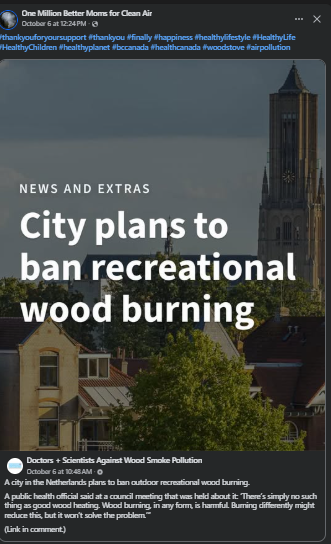 One Million Better Moms for Clean Air
October 6 at 12:24 PM ·
#thankyouforyoursupport #thankyou #finally #happiness #healthylifestyle #HealthyLife
#HealthyChildren #healthyplanet #bccanada #healthcanada #woodstove #airpollution
NEWS AND EXTRAS
City plans to
ban recreational
wood burning
Doctors + Scientists Against Wood Smoke Pollution
October 6 at 10:48 AM ·
A city in the Netherlands plans to ban outdoor recreational wood burning.
A public health official said at a council meeting that was held about it: "There's simply no such
thing as good wood heating. Wood burning, in any form, is harmful. Burning differently might
reduce this, but it won't solve the problem.'"
(Link in comment.)